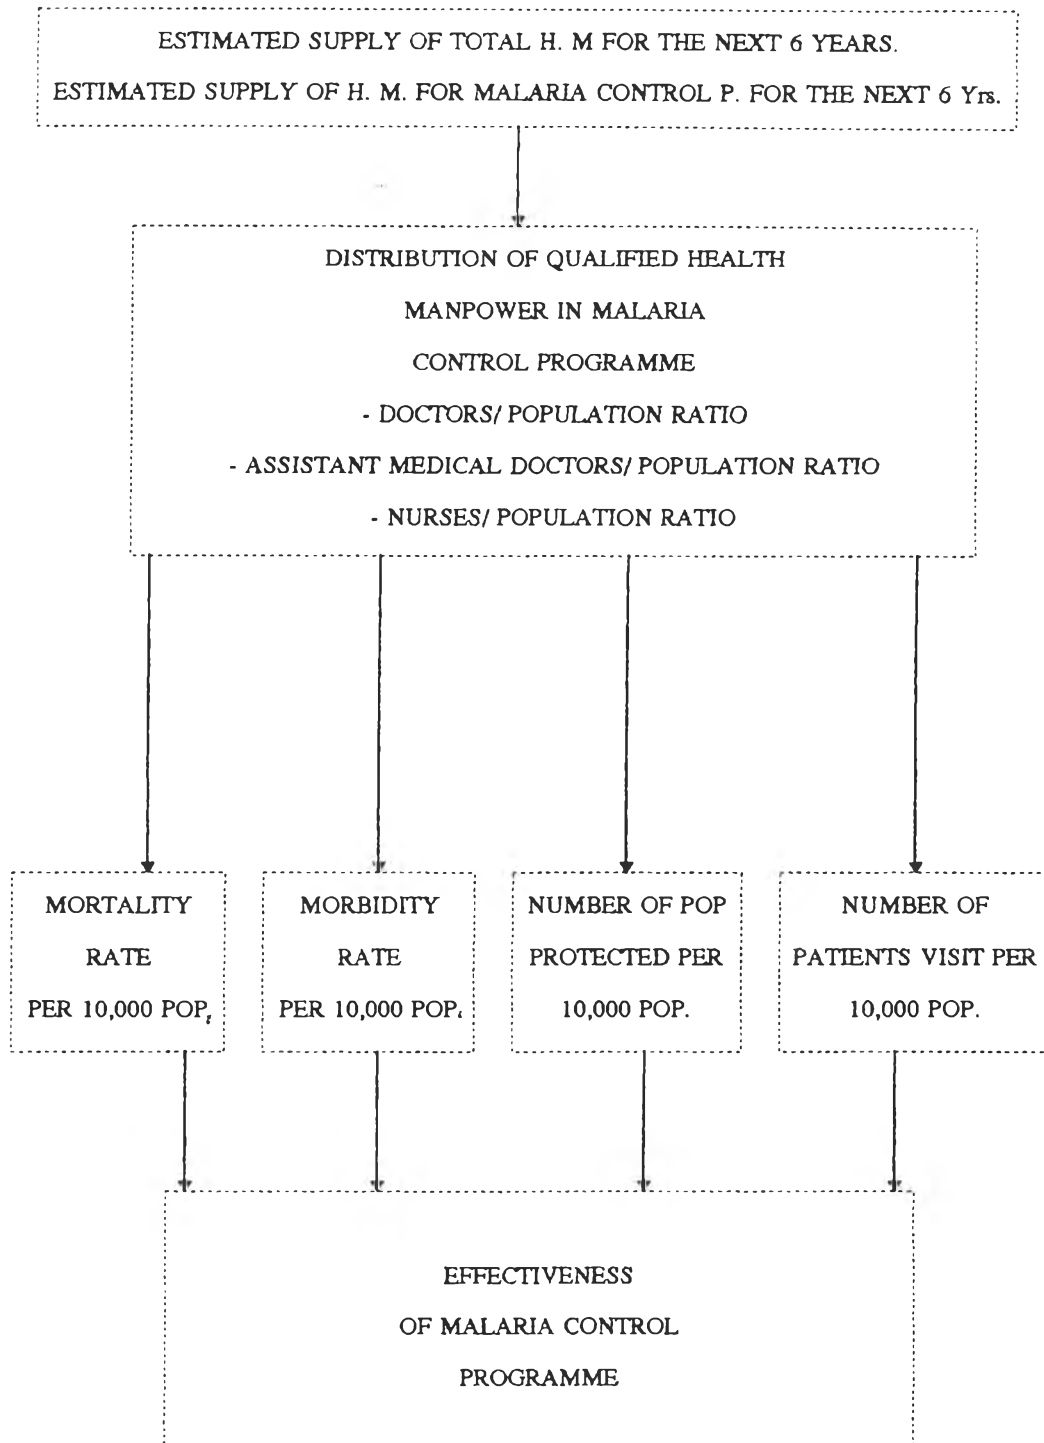 ESTIMATED SUPPLY OF TOTAL H. M FOR THE NEXT 6 YEARS.
ESTIMATED SUPPLY OF H. M. FOR MALARIA CONTROL P. FOR THE NEXT 6 Yrs.
DISTRIBUTION OF QUALIFIED HEALTH
MANPOWER IN MALARIA
CONTROL PROGRAMME
- DOCTORS/ POPULATION RATIO
- ASSISTANT MEDICAL DOCTORS/ POPULATION RATIO
- NURSES/ POPULATION RATIO
MORTALITY
RATE
PER 10,000 POP.
MORBIDITY
RATE
PER 10,000 POP.
NUMBER OF POP
PROTECTED PER
10,000 POP.
NUMBER OF
PATIENTS VISIT PER
10,000 POP.
EFFECTIVENESS
OF MALARIA CONTROL
PROGRAMME